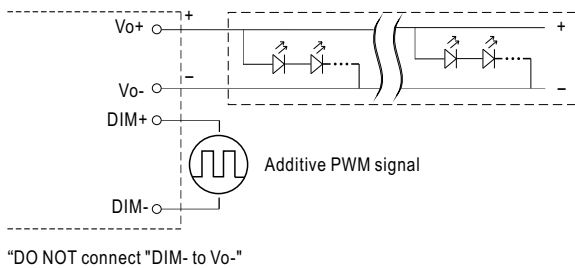 Vo+
+
+
Vo-
−
−
DIM+
Additive PWM signal
DIM-
“DO NOT connect "DIM- to Vo-"